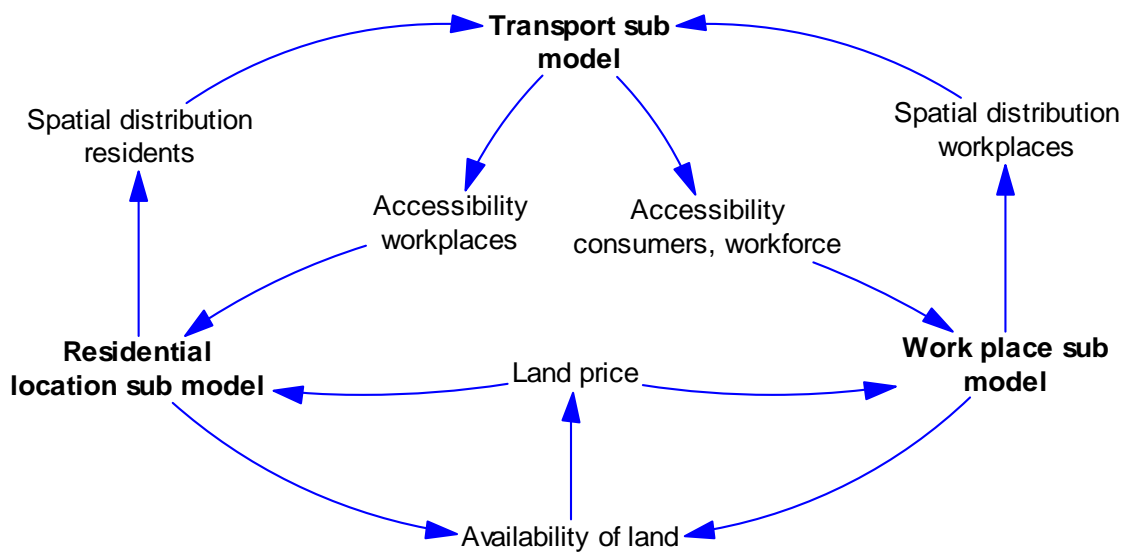 Transport sub
model
Spatial distribution
residents
Spatial distribution
workplaces
Accessibility
workplaces
Accessibility
consumers, workforce
Residential
location sub model
Land price
Work place sub
model
Availability of land